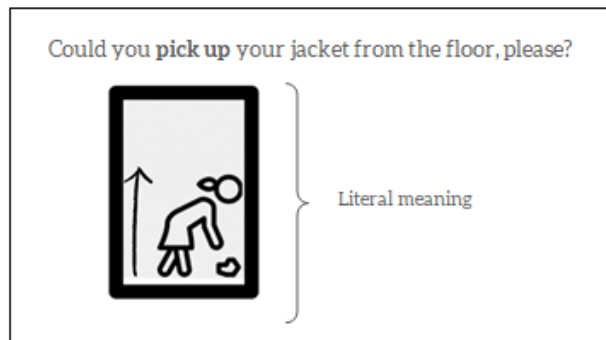 Could you pick up your jacket from the floor, please?
Literal meaning